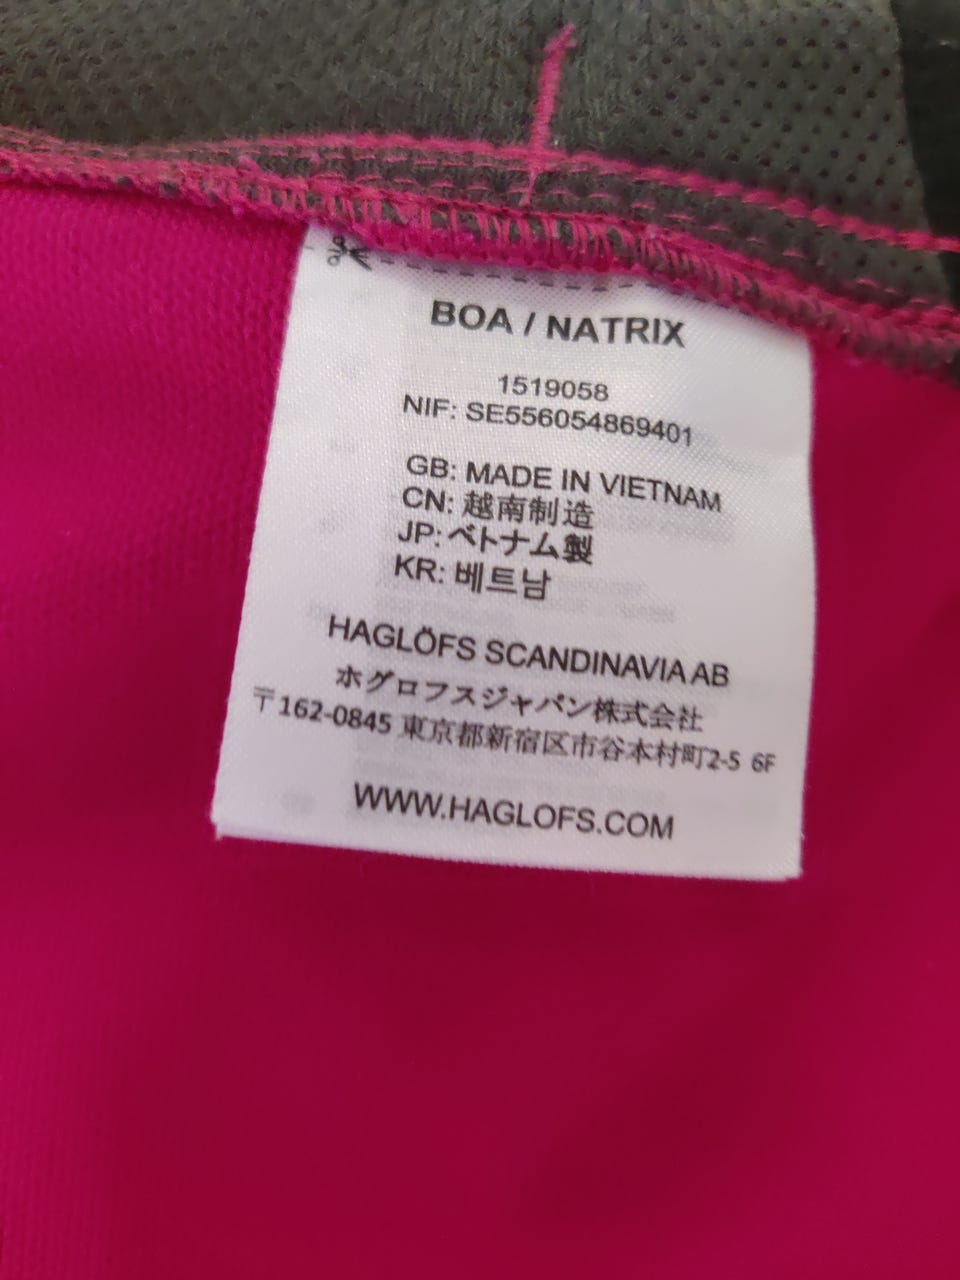 BOA / NATRIX
1519058
NIF: SE556054869401
GB: MADE IN VIETNAM
CN: 越南制造
JP: ベトナム製
KR: 베트남
HAGLÖFS SCANDINAVIA AB
ホグロフスジャパン株式会社
〒162-0845 東京都新宿区市谷本村町2-5 6F
WWW.HAGLOFS.COM